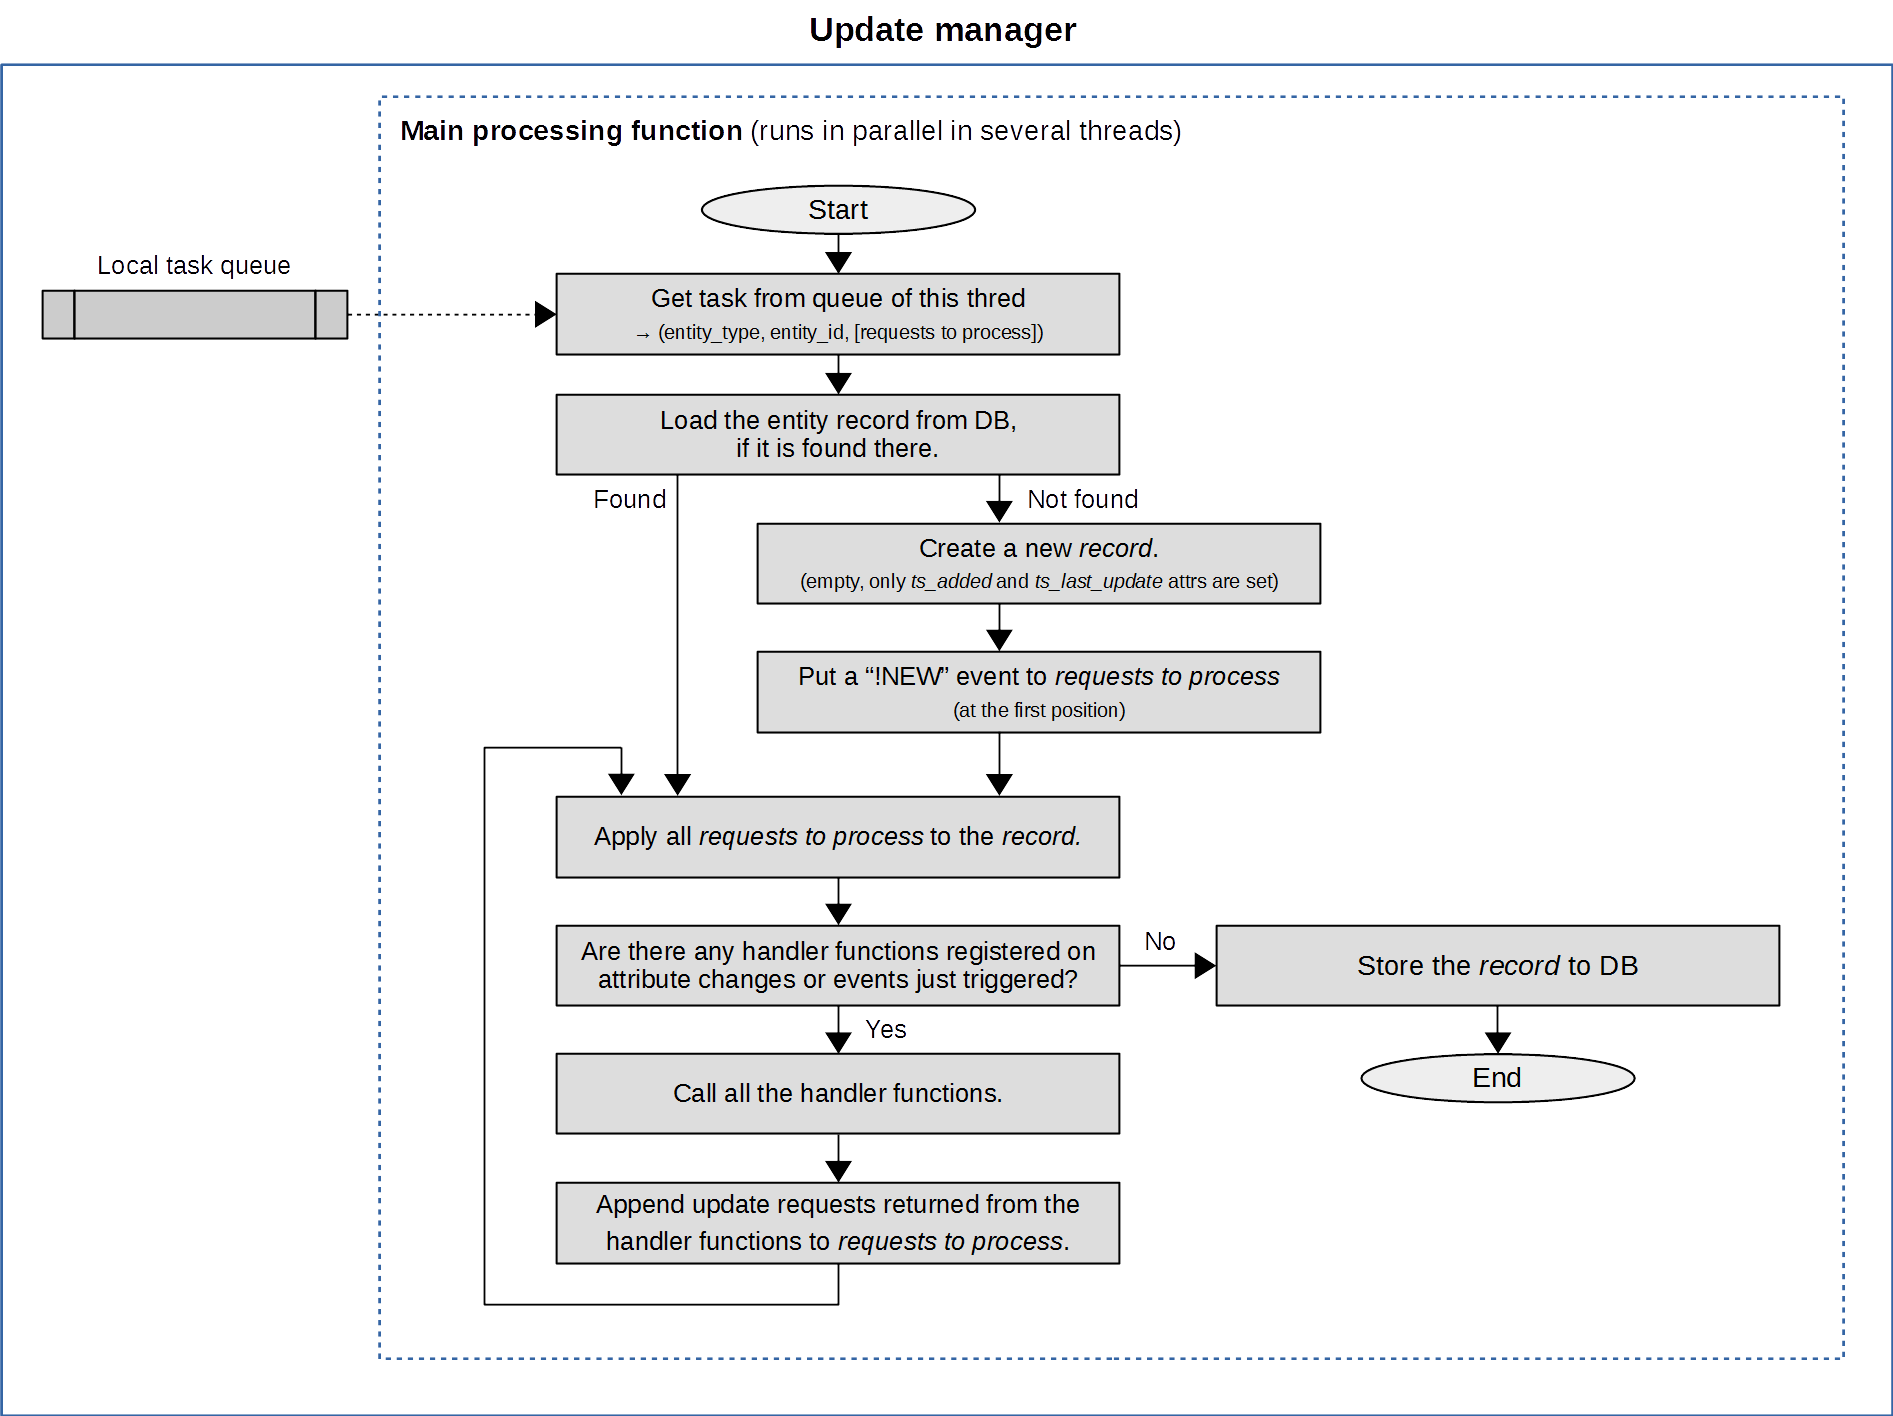 Update manager
Main processing function (runs in parallel in several threads)
Start
Local task queue
Get task from queue of this thred
→ (entity_type, entity_id, [requests to process])
Load the entity record from DB,
if it is found there.
Found
Not found
Create a new record.
(empty, only ts_added and ts_last_update attrs are set)
Put a “!NEW” event to requests to process
(at the first position)
Apply all requests to process to the record.
Are there any handler functions registered on
attribute changes or events just triggered?
No
Store the record to DB
Yes
End
Call all the handler functions.
Append update requests returned from the
handler functions to requests to process.